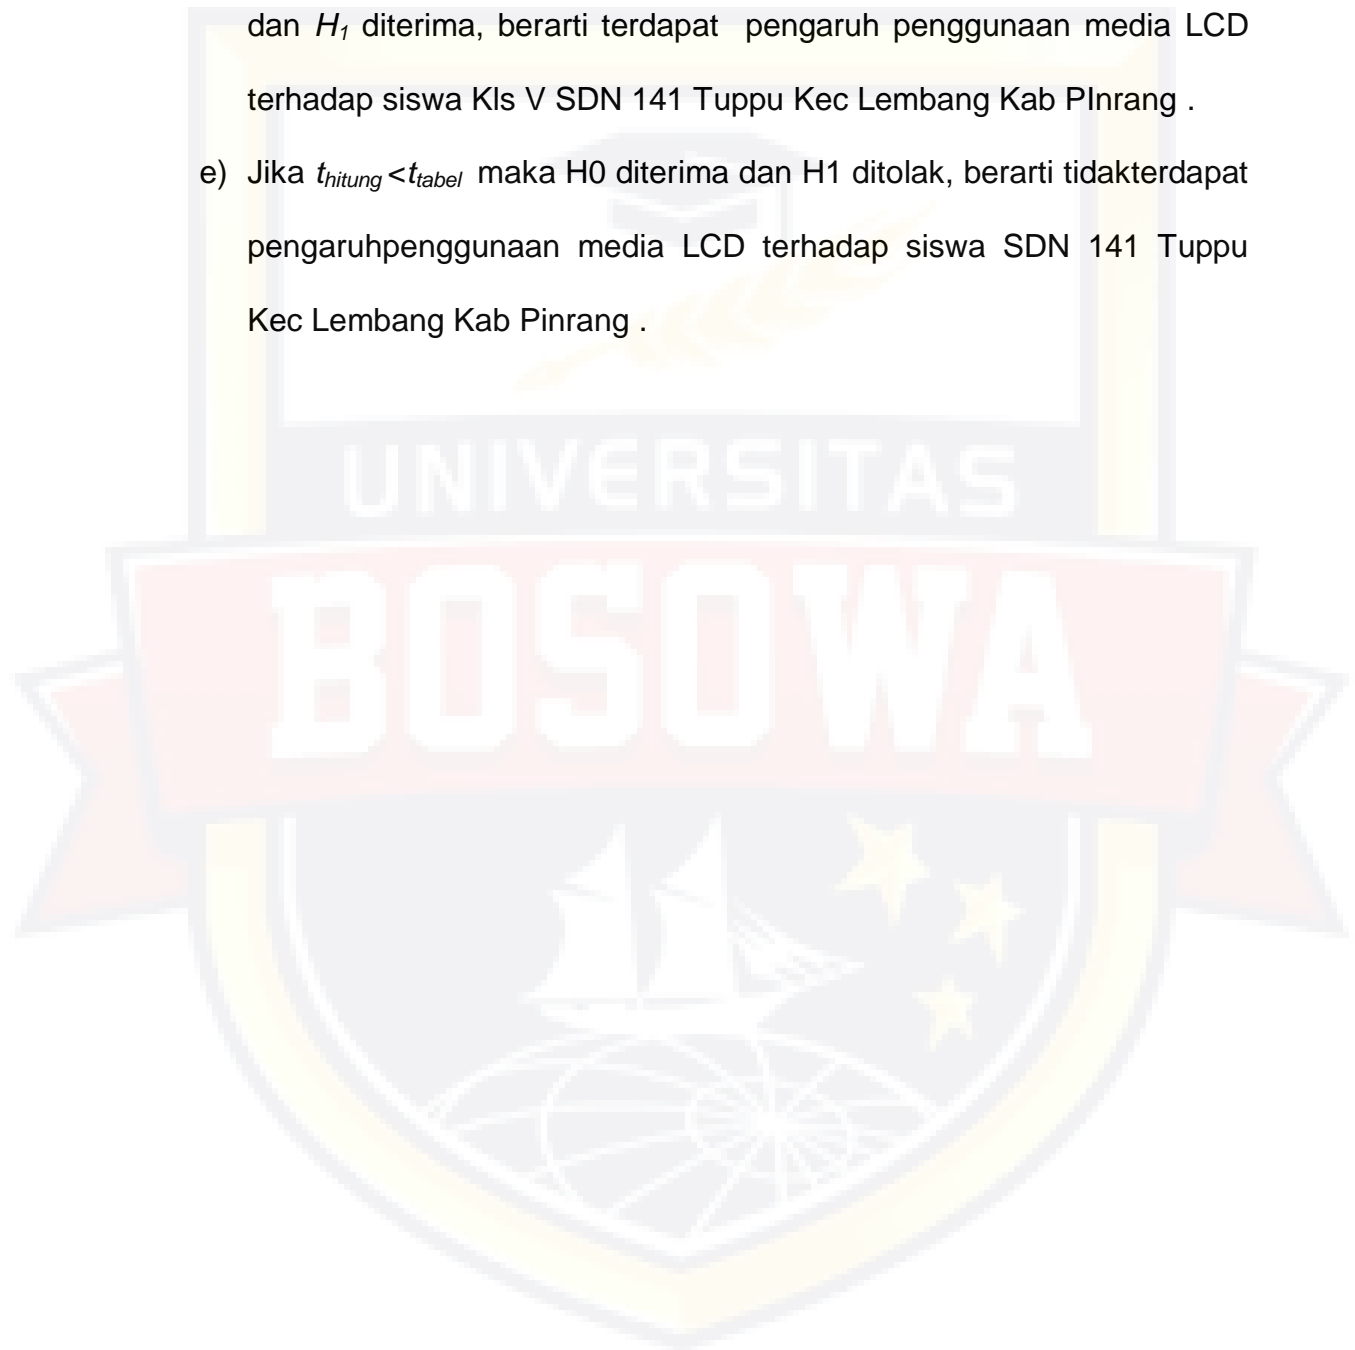 dan H₁ diterima, berarti terdapat pengaruh penggunaan media LCD
terhadap siswa Kls V SDN 141 Tuppu Kec Lembang Kab PInrang .
e) Jika t_hitung <t_tabel maka H0 diterima dan H1 ditolak, berarti tidakterdapat
pengaruhpenggunaan media LCD terhadap siswa SDN 141 Tuppu
Kec Lembang Kab Pinrang .
UNIVERSITAS
BOSOWA